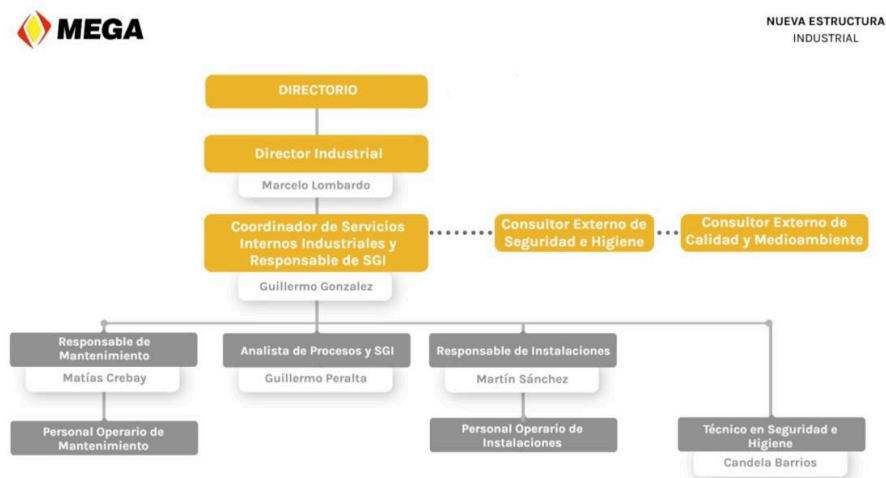 MEGA
NUEVA ESTRUCTURA
INDUSTRIAL
DIRECTORIO
Director Industrial
Marcelo Lombardo
Coordinador de Servicios
Internos Industriales y
Responsable de SGI
Guillermo Gonzalez
Consultor Externo de
Seguridad e Higiene
Consultor Externo de
Calidad y Medioambiente
Responsable de
Mantenimiento
Matías Crebay
Analista de Procesos y SGI
Guillermo Peralta
Responsable de Instalaciones
Martín Sánchez
Personal Operario de
Mantenimiento
Personal Operario de
Instalaciones
Técnico en Seguridad e
Higiene
Candela Barrios